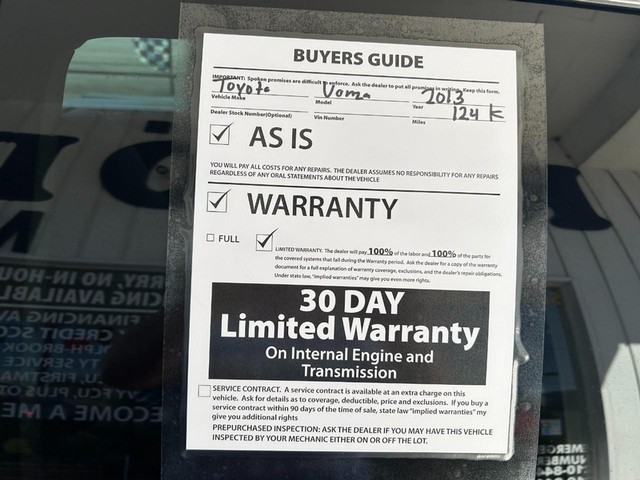 BUYERS GUIDE
IMPORTANT: Spoken promises are difficult to enforce. Ask the dealer to put all promises in writing. Keep this form.
Toyota Vomza 2013
Vehicle Make Model Year
124 K
Dealer Stock Number(Optional) Vin Number Miles
AS IS
YOU WILL PAY ALL COSTS FOR ANY REPAIRS. THE DEALER ASSUMES NO RESPONSIBILITY FOR ANY REPAIRS
REGARDLESS OF ANY ORAL STATEMENTS ABOUT THE VEHICLE
WARRANTY
FULL
LIMITED WARRANTY. The dealer will pay 100% of the labor and 100% of the parts for
the covered systems that fail during the Warranty period. Ask the dealer for a copy of the warranty
document for a full explanation of warranty coverage, exclusions, and the dealer's repair obligations.
Under state law, "implied warranties" may give you even more rights.
30 DAY
Limited Warranty
On Internal Engine and
Transmission
SERVICE CONTRACT. A service contract is available at an extra charge on this
vehicle. Ask for details as to coverage, deductible, price and exclusions. If you buy a
service contract within 90 days of the time of sale, state law "implied warranties" my
give you additional rights
PREPURCHASED INSPECTION: ASK THE DEALER IF YOU MAY HAVE THIS VEHICLE
INSPECTED BY YOUR MECHANIC EITHER ON OR OFF THE LOT.